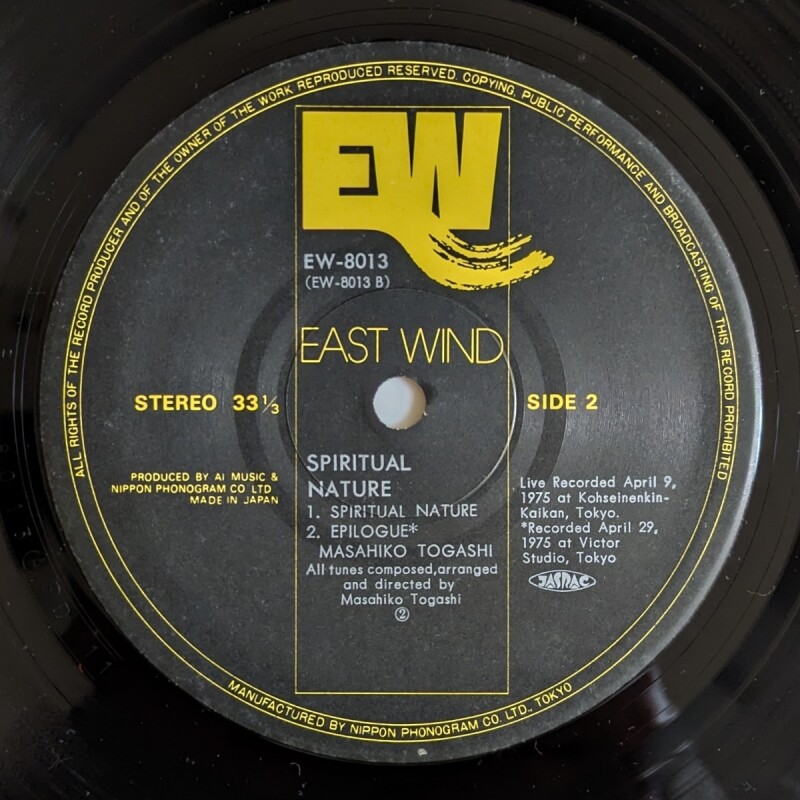 ALL RIGHTS OF THE RECORD PRODUCER AND OF THE OWNER OF THE WORK REPRODUCED RESERVED. COPYING, PUBLIC PERFORMANCE AND BROADCASTING OF THIS RECORD PROHIBITED
EW
EW-8013
(EW-8013 B)
EAST WIND
STEREO 33 1/3
SIDE 2
PRODUCED BY AI MUSIC &
NIPPON PHONOGRAM CO LTD
MADE IN JAPAN
SPIRITUAL
NATURE
1. SPIRITUAL NATURE
2. EPILOGUE*
MASAHIKO TOGASHI
All tunes composed,arranged
and directed by
Masahiko Togashi
②
Live Recorded April 9,
1975 at Kohseinenkin-
Kaikan, Tokyo.
*Recorded April 29,
1975 at Victor
Studio, Tokyo
JASRAC
MANUFACTURED BY NIPPON PHONOGRAM CO. LTD., TOKYO